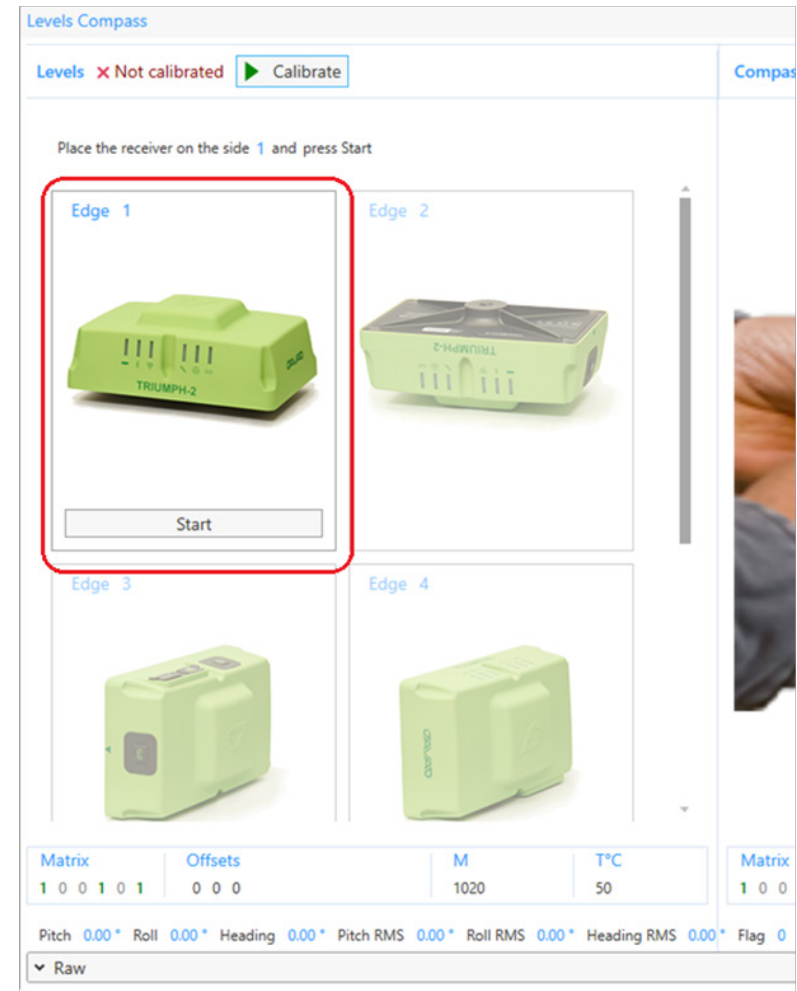 Levels Compass
Levels × Not calibrated Calibrate
Place the receiver on the side 1 and press Start
Edge 1
Edge 2
TRIUMPH-2
TRIUMPH-2
Start
Edge 3
Edge 4
JAVAD
Matrix Offsets M T°C
1 0 0 1 0 1 0 0 0 1020 50
Matrix
1 0 0
Pitch 0.00 ° Roll 0.00 ° Heading 0.00 ° Pitch RMS 0.00 ° Roll RMS 0.00 ° Heading RMS 0.00 ° Flag 0
Raw